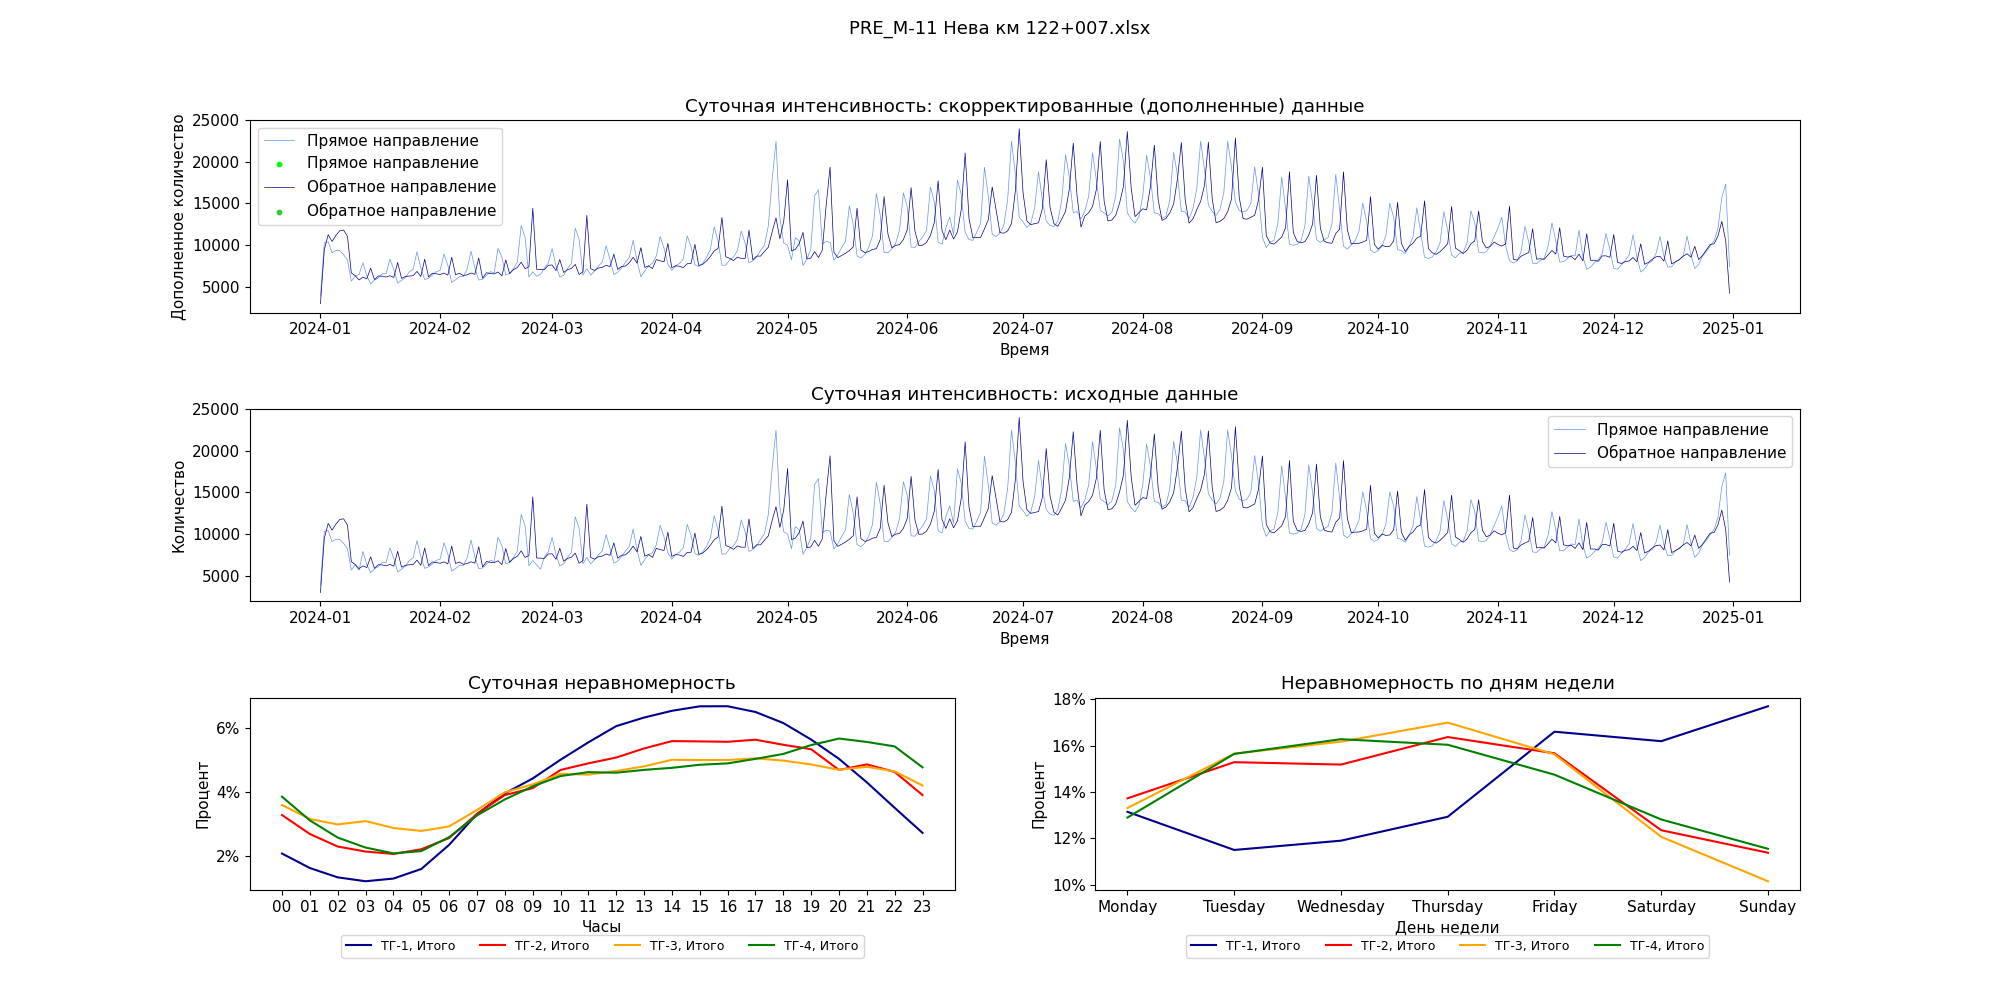 PRE_M-11 Нева км 122+007.xlsx
Суточная интенсивность: скорректированные (дополненные) данные
Дополненное количество
25000
20000
15000
10000
5000
Прямое направление
Прямое направление
Обратное направление
Обратное направление
2024-01 2024-02 2024-03 2024-04 2024-05 2024-06 2024-07 2024-08 2024-09 2024-10 2024-11 2024-12 2025-01
Время
Суточная интенсивность: исходные данные
Количество
25000
20000
15000
10000
5000
Прямое направление
Обратное направление
2024-01 2024-02 2024-03 2024-04 2024-05 2024-06 2024-07 2024-08 2024-09 2024-10 2024-11 2024-12 2025-01
Время
Суточная неравномерность
Процент
6%
4%
2%
00 01 02 03 04 05 06 07 08 09 10 11 12 13 14 15 16 17 18 19 20 21 22 23
Часы
ТГ-1, Итого ТГ-2, Итого ТГ-3, Итого ТГ-4, Итого
Неравномерность по дням недели
Процент
18%
16%
14%
12%
10%
Monday Tuesday Wednesday Thursday Friday Saturday Sunday
День недели
ТГ-1, Итого ТГ-2, Итого ТГ-3, Итого ТГ-4, Итого